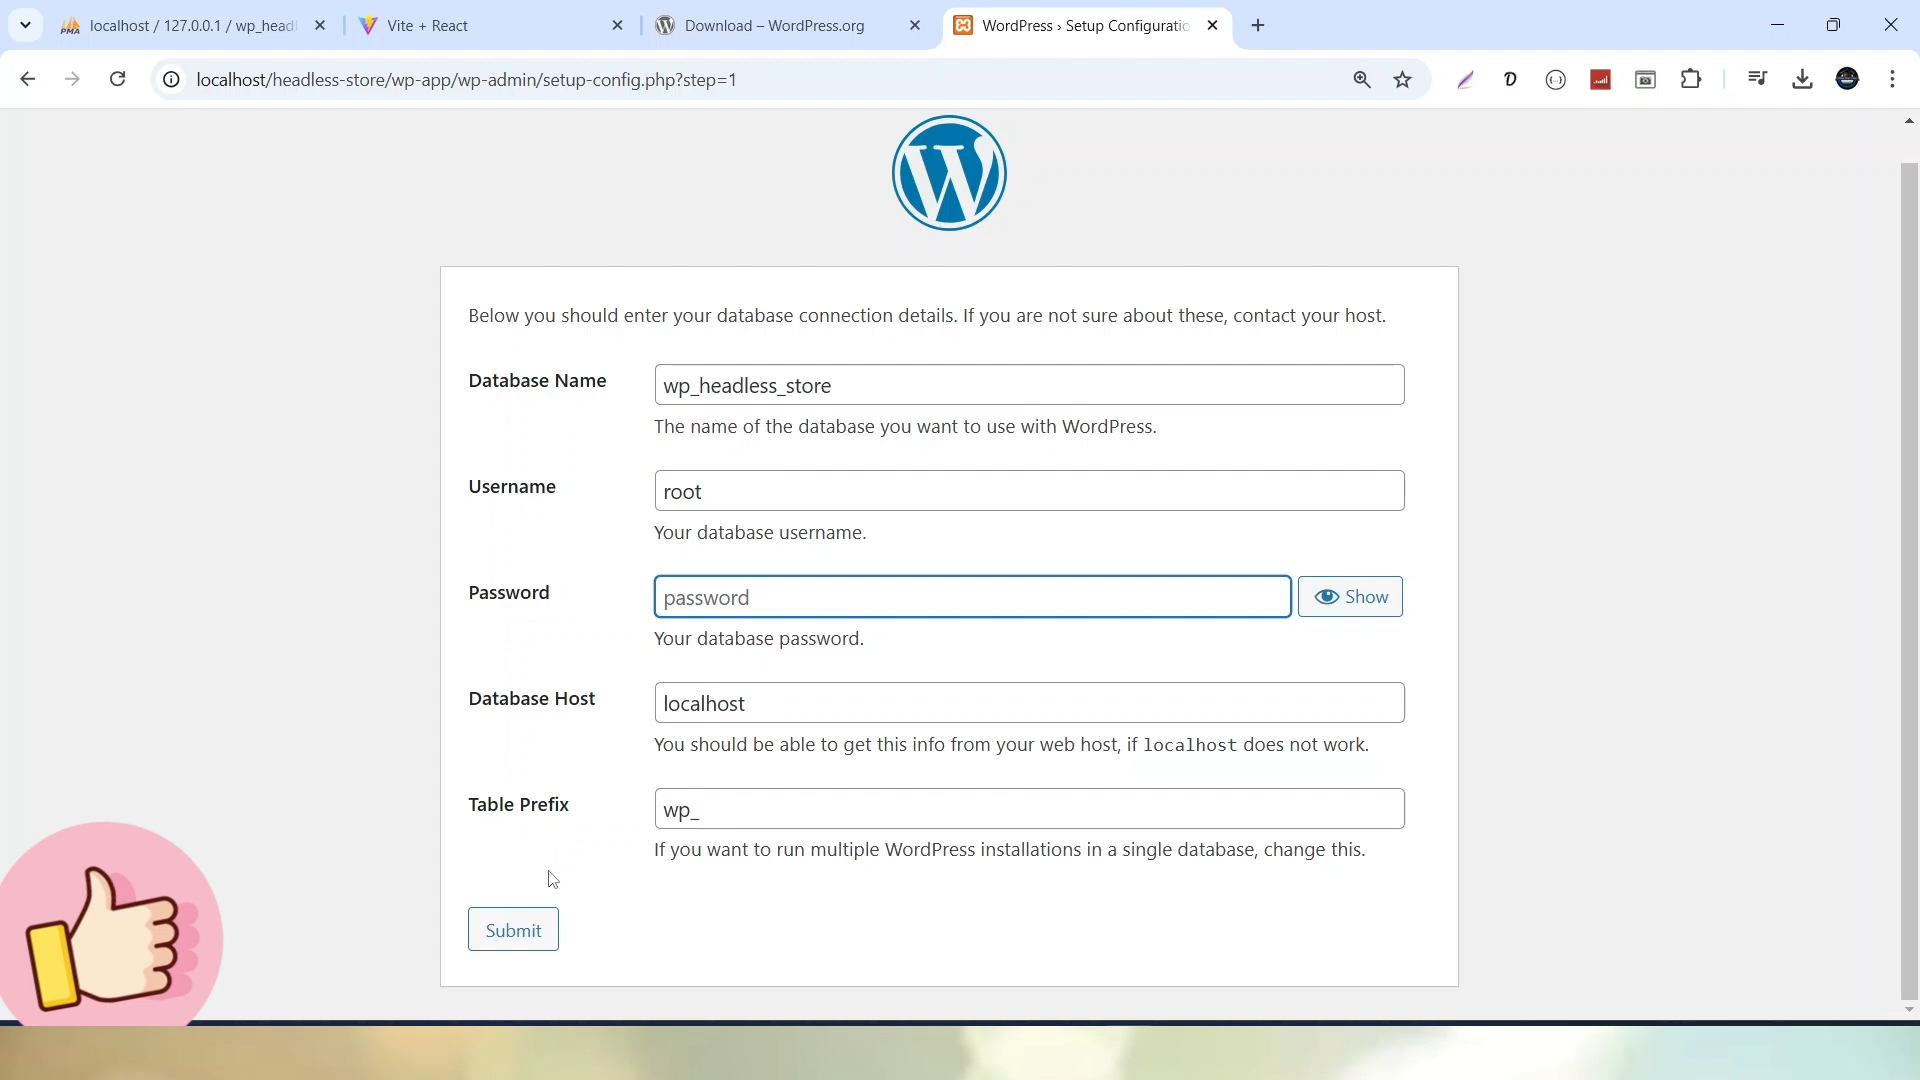 localhost / 127.0.0.1 / wp_headl
Vite + React
Download – WordPress.org
WordPress › Setup Configuratio
localhost/headless-store/wp-app/wp-admin/setup-config.php?step=1
Below you should enter your database connection details. If you are not sure about these, contact your host.
Database Name
wp_headless_store
The name of the database you want to use with WordPress.
Username
root
Your database username.
Password
password
Show
Your database password.
Database Host
localhost
You should be able to get this info from your web host, if localhost does not work.
Table Prefix
wp_
If you want to run multiple WordPress installations in a single database, change this.
Submit